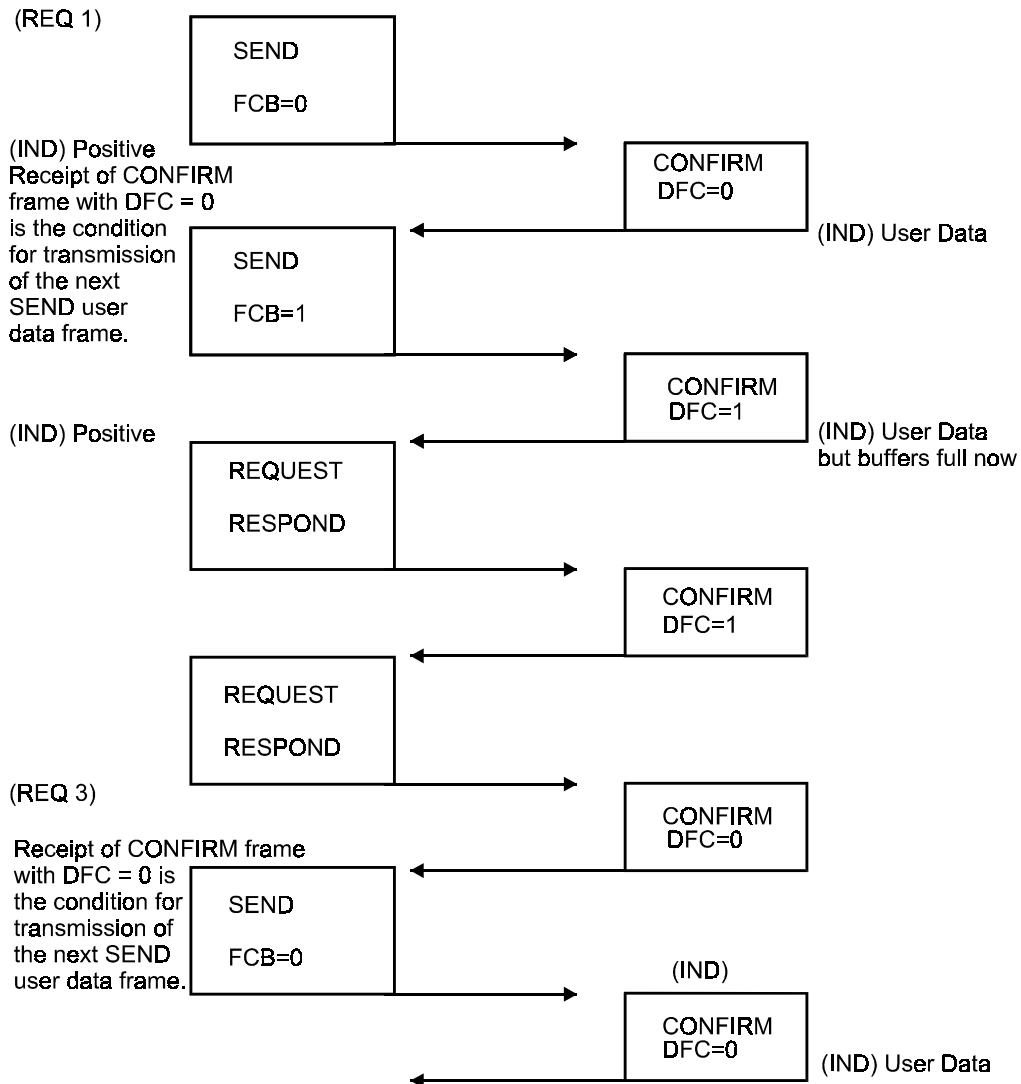 (REQ 1)
SEND
FCB=0
(IND) Positive
Receipt of CONFIRM
frame with DFC = 0
is the condition
for transmission
of the next
SEND user
data frame.
CONFIRM
DFC=0
(IND) User Data
SEND
FCB=1
CONFIRM
DFC=1
(IND) User Data
but buffers full now
(IND) Positive
REQUEST
RESPOND
CONFIRM
DFC=1
REQUEST
RESPOND
(REQ 3)
CONFIRM
DFC=0
Receipt of CONFIRM frame
with DFC = 0 is
the condition for
transmission of
the next SEND
user data frame.
SEND
FCB=0
(IND)
CONFIRM
DFC=0
(IND) User Data